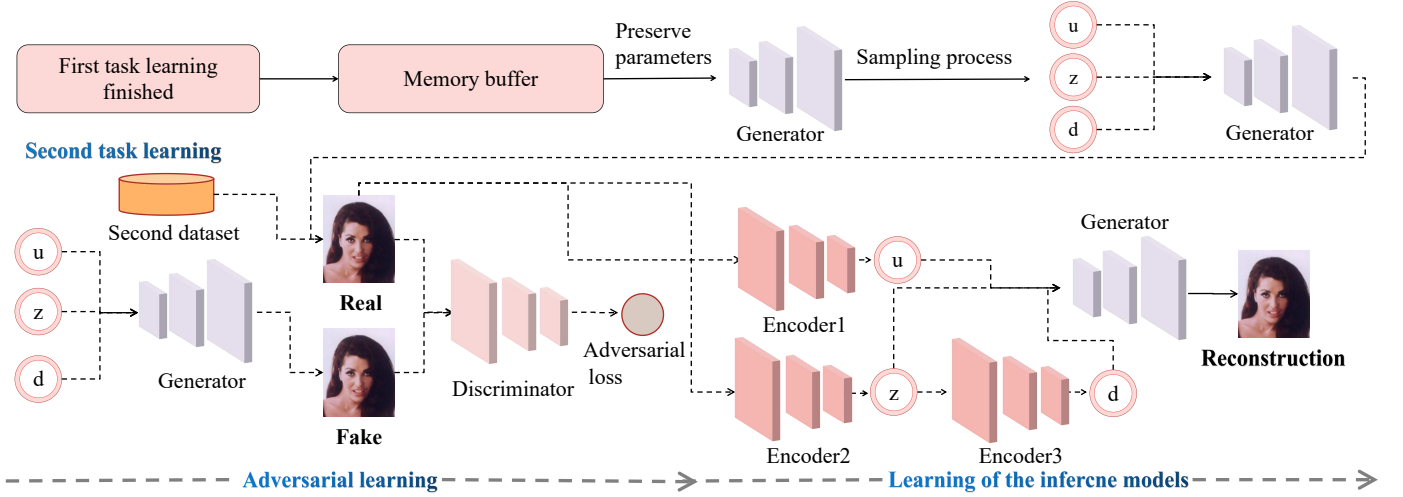 First task learning
finished
Memory buffer
Preserve
parameters
Generator
Sampling process
u
z
d
Generator
Second task learning
Second dataset
u
z
d
Generator
Real
Fake
Discriminator
Adversarial
loss
Encoder1
u
Encoder2
z
Encoder3
d
Generator
Reconstruction
Adversarial learning
Learning of the infercne models